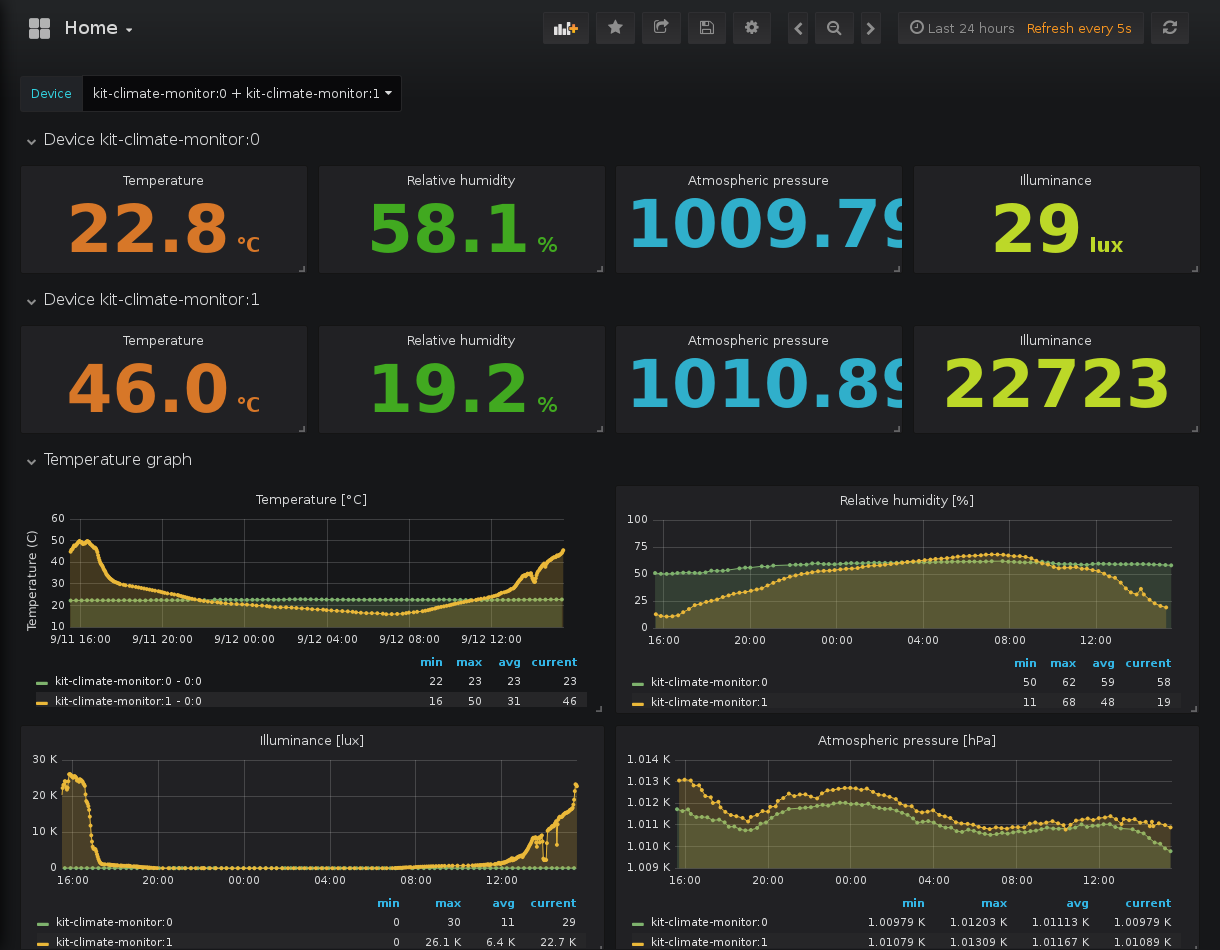 Home
Last 24 hours Refresh every 5s
Device kit-climate-monitor:0 + kit-climate-monitor:1
Device kit-climate-monitor:0
Temperature Relative humidity Atmospheric pressure Illuminance
22.8 °C 58.1 % 1009.79 29 lux
Device kit-climate-monitor:1
Temperature Relative humidity Atmospheric pressure Illuminance
46.0 °C 19.2 % 1010.89 22723
Temperature graph
Temperature [°C]
Temperature (C)
60
50
40
30
20
10
9/11 16:00 9/11 20:00 9/12 00:00 9/12 04:00 9/12 08:00 9/12 12:00
min max avg current
kit-climate-monitor:0 - 0:0 22 23 23 23
kit-climate-monitor:1 - 0:0 16 50 31 46
Relative humidity [%]
100
75
50
25
0
16:00 20:00 00:00 04:00 08:00 12:00
min max avg current
kit-climate-monitor:0 50 62 59 58
kit-climate-monitor:1 11 68 48 19
Illuminance [lux]
30 K
20 K
10 K
0
16:00 20:00 00:00 04:00 08:00 12:00
min max avg current
kit-climate-monitor:0 0 30 11 29
kit-climate-monitor:1 0 26.1 K 6.4 K 22.7 K
Atmospheric pressure [hPa]
1.014 K
1.013 K
1.012 K
1.011 K
1.010 K
1.009 K
16:00 20:00 00:00 04:00 08:00 12:00
min max avg current
kit-climate-monitor:0 1.00979 K 1.01203 K 1.01113 K 1.00979 K
kit-climate-monitor:1 1.01079 K 1.01309 K 1.01167 K 1.01089 K